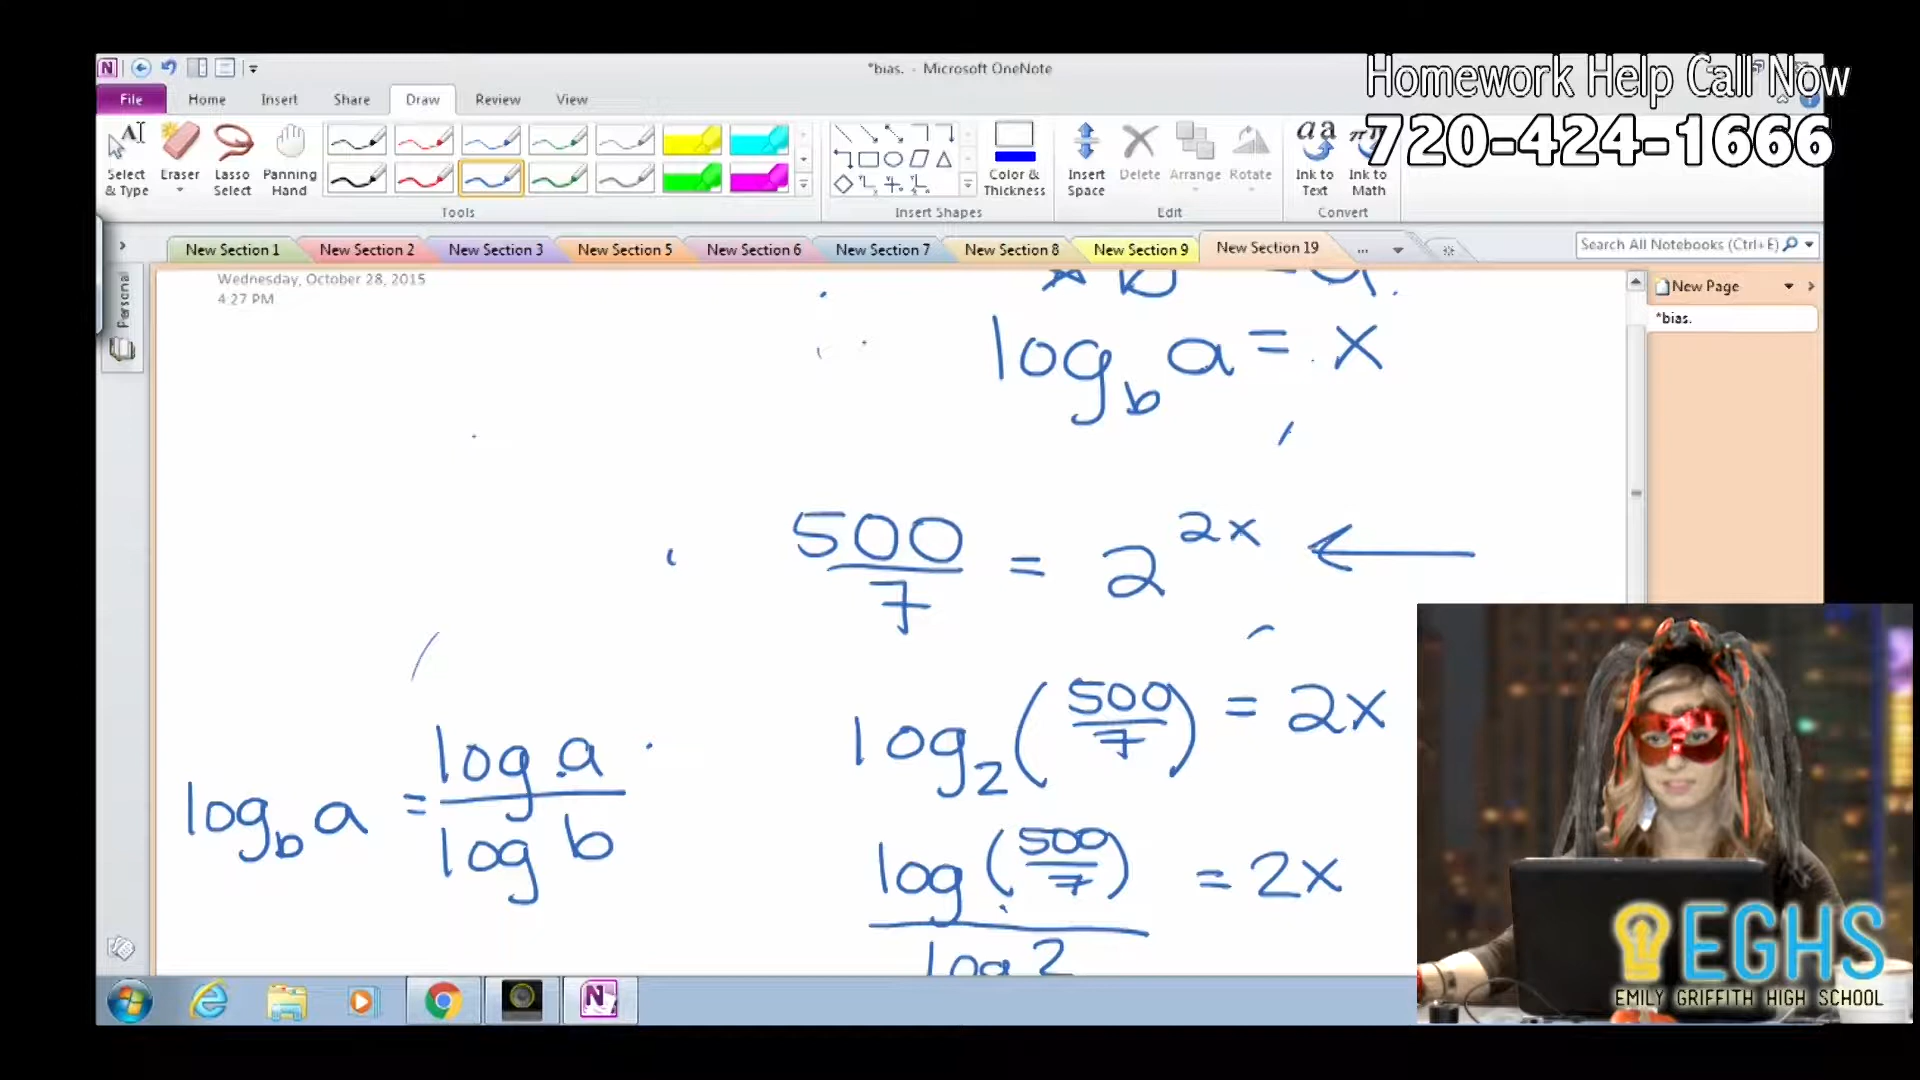 *bias. - Microsoft OneNote
Homework Help Call Now
720-424-1666
File Home Insert Share Draw Review View
Select & Type
Eraser
Lasso Select
Panning Hand
Color & Thickness
Insert Space
Delete
Arrange
Rotate
Ink to Text
Ink to Math
Tools
Insert Shapes
Edit
Convert
New Section 1 New Section 2 New Section 3 New Section 5 New Section 6 New Section 7 New Section 8 New Section 9 New Section 19 ...
Search All Notebooks (Ctrl+E)
Personal
Wednesday, October 28, 2015
4:27 PM
New Page
*bias.
log_b a = x
500/7 = 2^(2x)
log_2 (500/7) = 2x
log_b a = log a / log b
log (500/7) / log 2 = 2x
EGHS
EMILY GRIFFITH HIGH SCHOOL